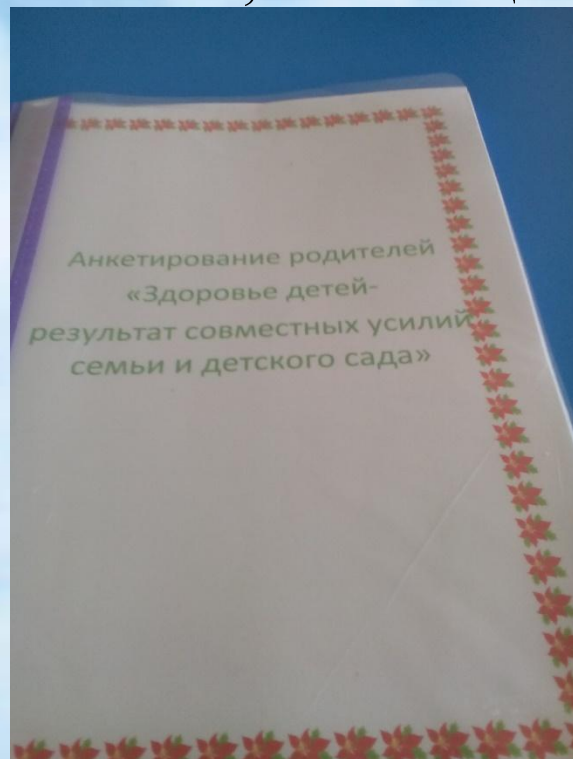 Анкетирование родителей
«Здоровье детей-
результат совместных усилий
семьи и детского сада»